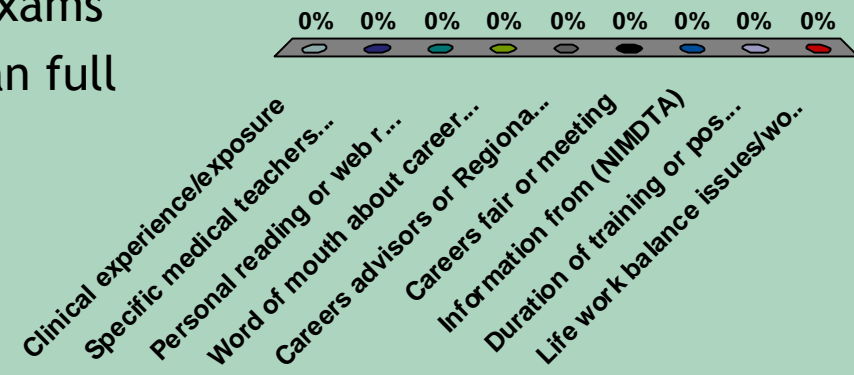 xams
an full
0% 0% 0% 0% 0% 0% 0% 0% 0%
Clinical experience/exposure
Specific medical teachers...
Personal reading or web r...
Word of mouth about career...
Careers advisors or Regiona...
Careers fair or meeting
Information from (NIMDTA)
Duration of training or pos...
Life work balance issues/wo..